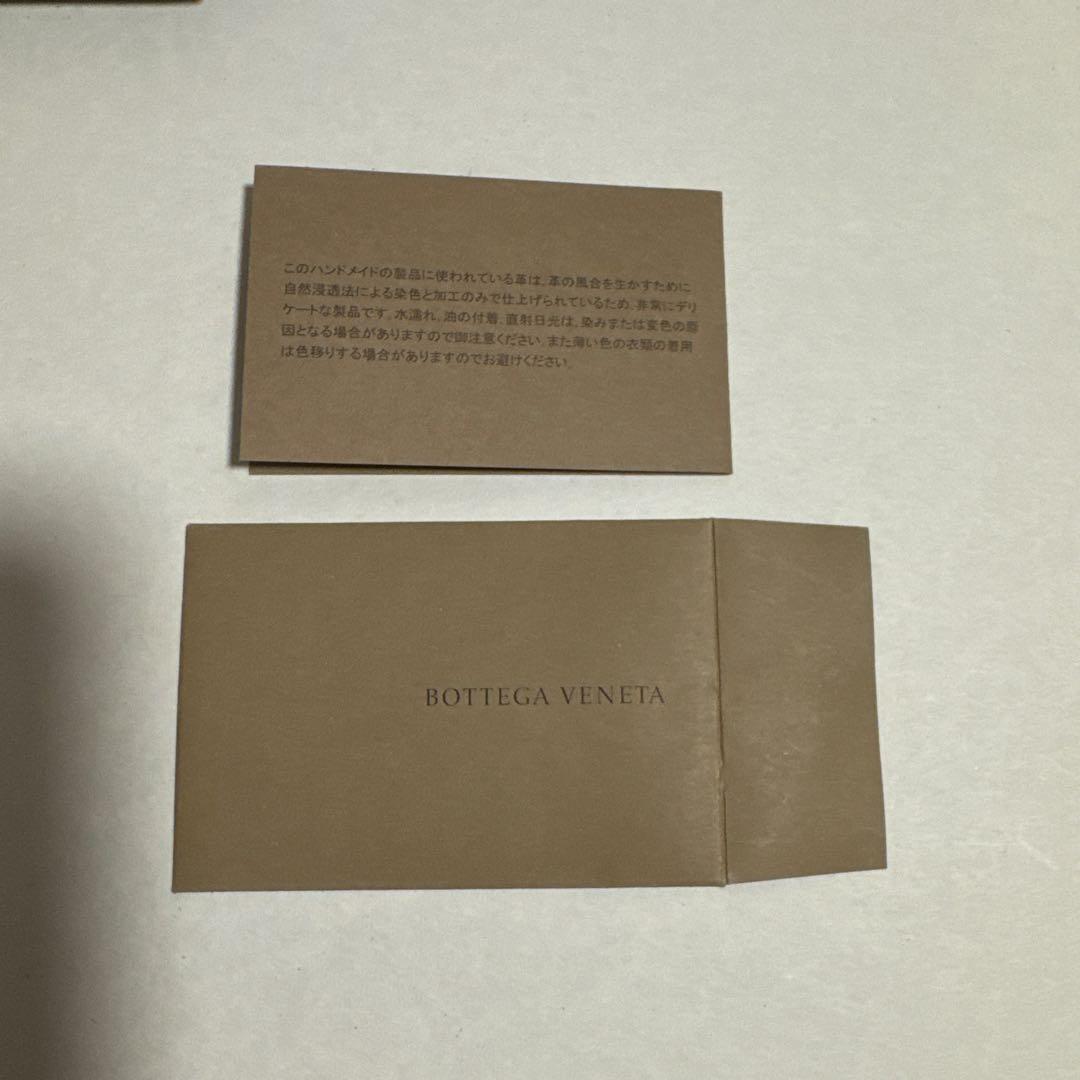 このハンドメイドの製品に使われている革は、革の風合を生かすために
自然浸透法による染色と加工のみで仕上げられているため、非常にデリ
ケートな製品です。水濡れ、油の付着、直射日光は、染みまたは変色の原
因となる場合がありますので御注意ください。また薄い色の衣類の着用
は色移りする場合がありますのでお避けください。
BOTTEGA VENETA